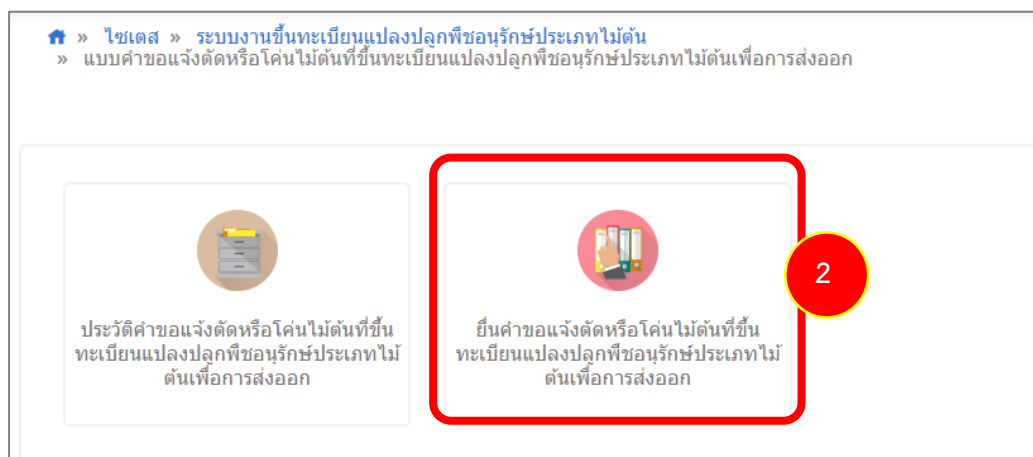 » ไซเตส » ระบบงานขึ้นทะเบียนแปลงปลูกพืชอนุรักษ์ประเภทไม้ต้น
» แบบคำขอแจ้งตัดหรือโค่นไม้ต้นที่ขึ้นทะเบียนแปลงปลูกพืชอนุรักษ์ประเภทไม้ต้นเพื่อการส่งออก
ประวัติคำขอแจ้งตัดหรือโค่นไม้ต้นที่ขึ้น
ทะเบียนแปลงปลูกพืชอนุรักษ์ประเภทไม้
ต้นเพื่อการส่งออก
ยื่นคำขอแจ้งตัดหรือโค่นไม้ต้นที่ขึ้น
ทะเบียนแปลงปลูกพืชอนุรักษ์ประเภทไม้
ต้นเพื่อการส่งออก
2